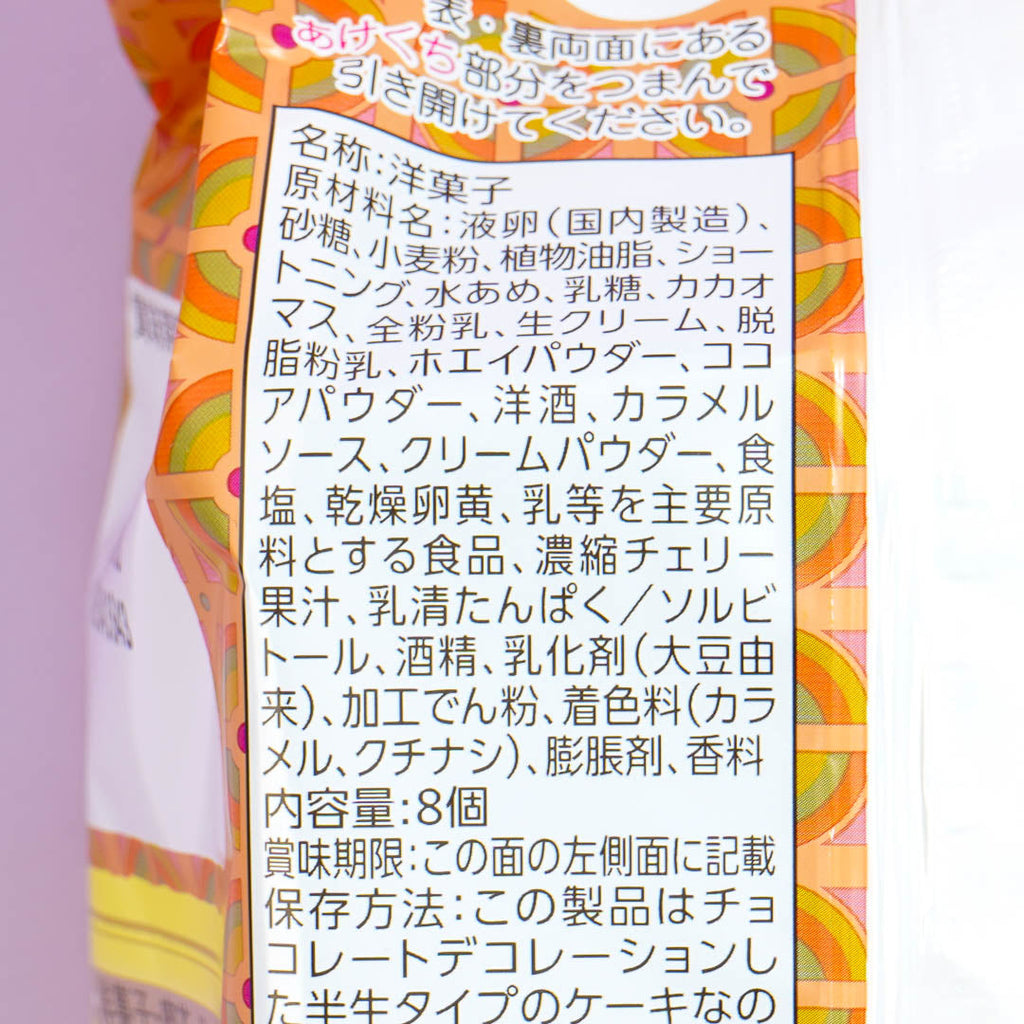 表・裏両面にある
あけくち部分をつまんで
引き開けてください。
名称:洋菓子
原材料名:液卵(国内製造)、
砂糖、小麦粉、植物油脂、ショー
トニング、水あめ、乳糖、カカオ
マス、全粉乳、生クリーム、脱
脂粉乳、ホエイパウダー、ココ
アパウダー、洋酒、カラメル
ソース、クリームパウダー、食
塩、乾燥卵黄、乳等を主要原
料とする食品、濃縮チェリー
果汁、乳清たんぱく/ソルビ
トール、酒精、乳化剤(大豆由
来)、加工でん粉、着色料(カラ
メル、クチナシ)、膨脹剤、香料
内容量:8個
賞味期限:この面の左側面に記載
保存方法:この製品はチョ
コレートデコレーションし
た半生タイプのケーキなの